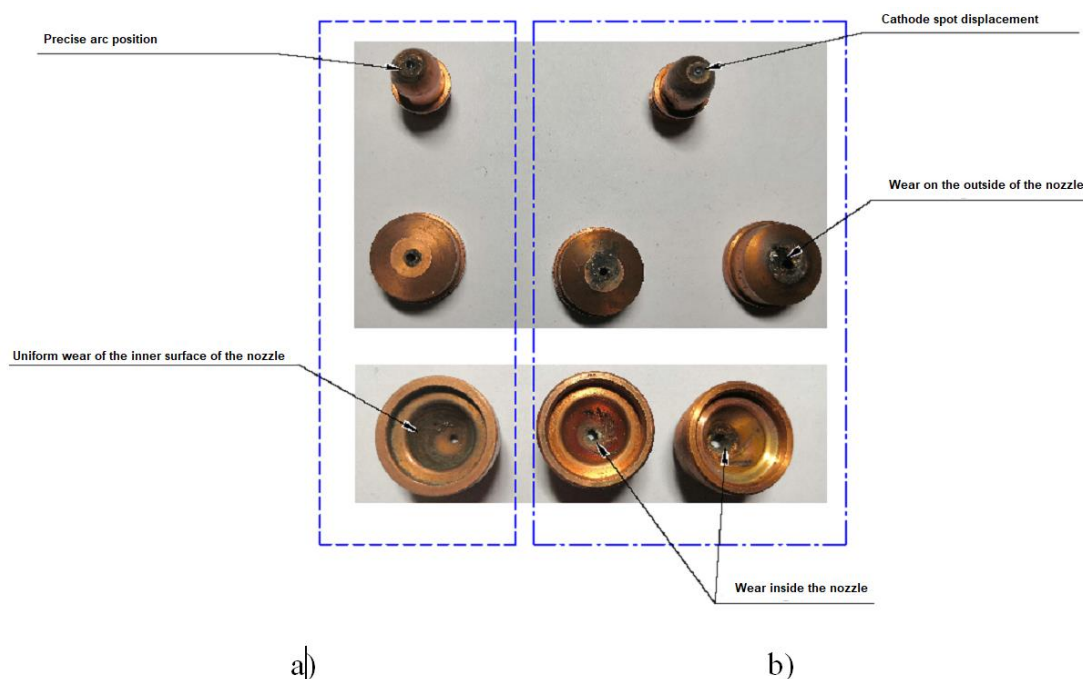 Cathode spot displacement
Precise arc position
Wear on the outside of the nozzle
Uniform wear of the inner surface of the nozzle
Wear inside the nozzle
a)
b)